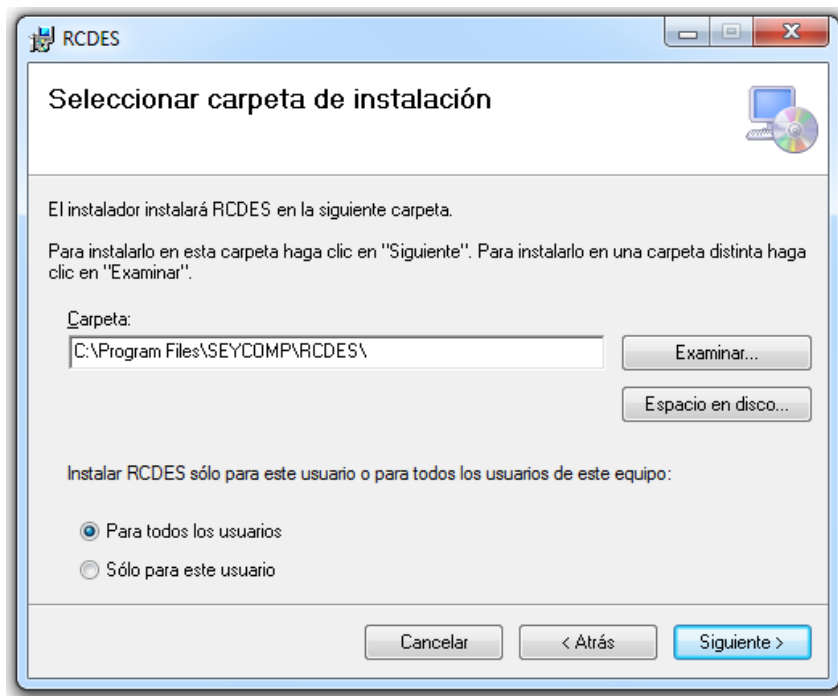 RCDES
Seleccionar carpeta de instalación
El instalador instalará RCDES en la siguiente carpeta.
Para instalarlo en esta carpeta haga clic en "Siguiente". Para instalarlo en una carpeta distinta haga
clic en "Examinar".
Carpeta:
C:\Program Files\SEYCOMP\RCDES\
Examinar...
Espacio en disco...
Instalar RCDES sólo para este usuario o para todos los usuarios de este equipo:
Para todos los usuarios
Sólo para este usuario
Cancelar
< Atrás
Siguiente >